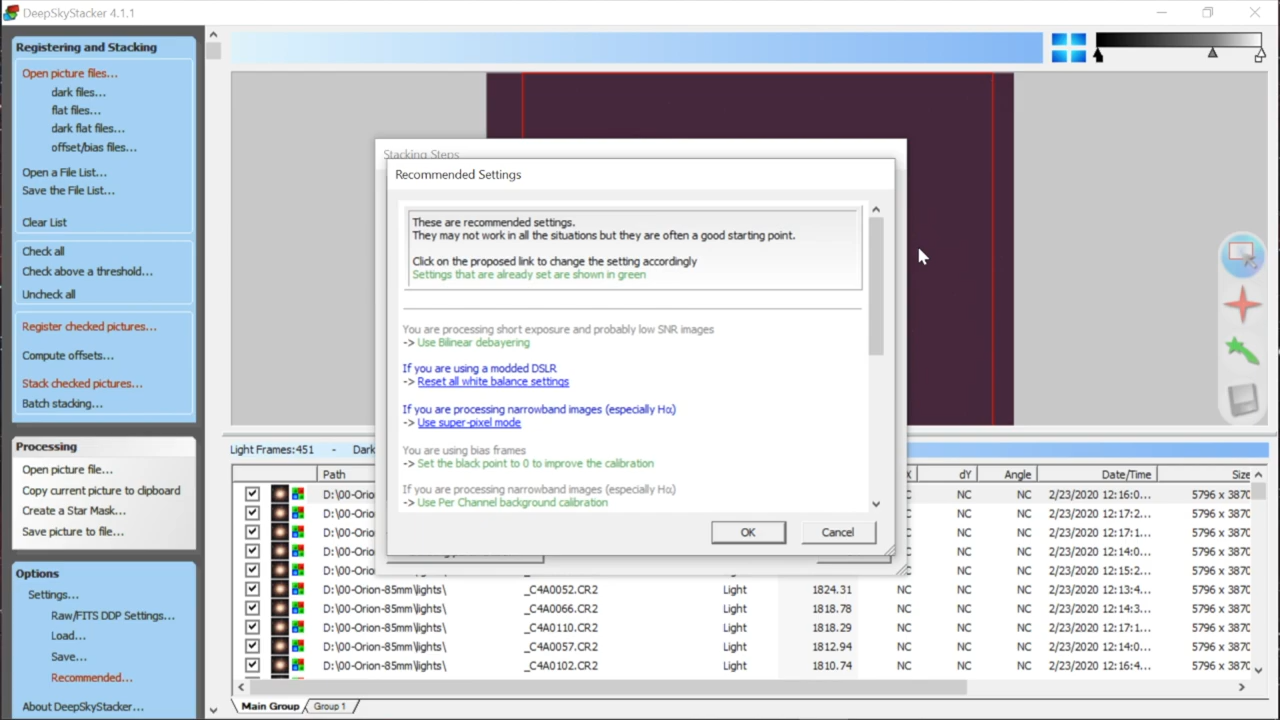 DeepSkyStacker 4.1.1
Registering and Stacking
Open picture files...
dark files...
flat files...
dark flat files...
offset/bias files...
Open a File List...
Save the File List...
Clear List
Check all
Check above a threshold...
Uncheck all
Register checked pictures...
Compute offsets...
Stack checked pictures...
Batch stacking...
Processing
Open picture file...
Copy current picture to clipboard
Create a Star Mask...
Save picture to file...
Options
Settings...
Raw/FITS DDP Settings...
Load...
Save...
Recommended...
About DeepSkyStacker...
Stacking Steps
Recommended Settings
These are recommended settings.
They may not work in all the situations but they are often a good starting point.
Click on the proposed link to change the setting accordingly
Settings that are already set are shown in green
You are processing short exposure and probably low SNR images
-> Use Bilinear debayering
If you are using a modded DSLR
-> Reset all white balance settings
If you are processing narrowband images (especially Hα)
-> Use super-pixel mode
You are using bias frames
-> Set the black point to 0 to improve the calibration
If you are processing narrowband images (especially Hα)
-> Use Per Channel background calibration
OK Cancel
Light Frames:451 - Dark
Path dY Angle Date/Time Size
D:\00-Orion NC NC 2/23/2020 12:16:0... 5796 x 3870
D:\00-Orion NC NC 2/23/2020 12:17:2... 5796 x 3870
D:\00-Orion NC NC 2/23/2020 12:17:1... 5796 x 3870
D:\00-Orion NC NC 2/23/2020 12:14:0... 5796 x 3870
D:\00-Orion NC NC 2/23/2020 12:15:2... 5796 x 3870
D:\00-Orion-85mm\lights\ _C4A0052.CR2 Light 1824.31 NC NC NC 2/23/2020 12:13:4... 5796 x 3870
D:\00-Orion-85mm\lights\ _C4A0066.CR2 Light 1818.78 NC NC NC 2/23/2020 12:14:3... 5796 x 3870
D:\00-Orion-85mm\lights\ _C4A0110.CR2 Light 1818.29 NC NC NC 2/23/2020 12:17:1... 5796 x 3870
D:\00-Orion-85mm\lights\ _C4A0057.CR2 Light 1812.94 NC NC NC 2/23/2020 12:14:0... 5796 x 3870
D:\00-Orion-85mm\lights\ _C4A0102.CR2 Light 1810.74 NC NC NC 2/23/2020 12:16:4... 5796 x 3870
Main Group Group 1